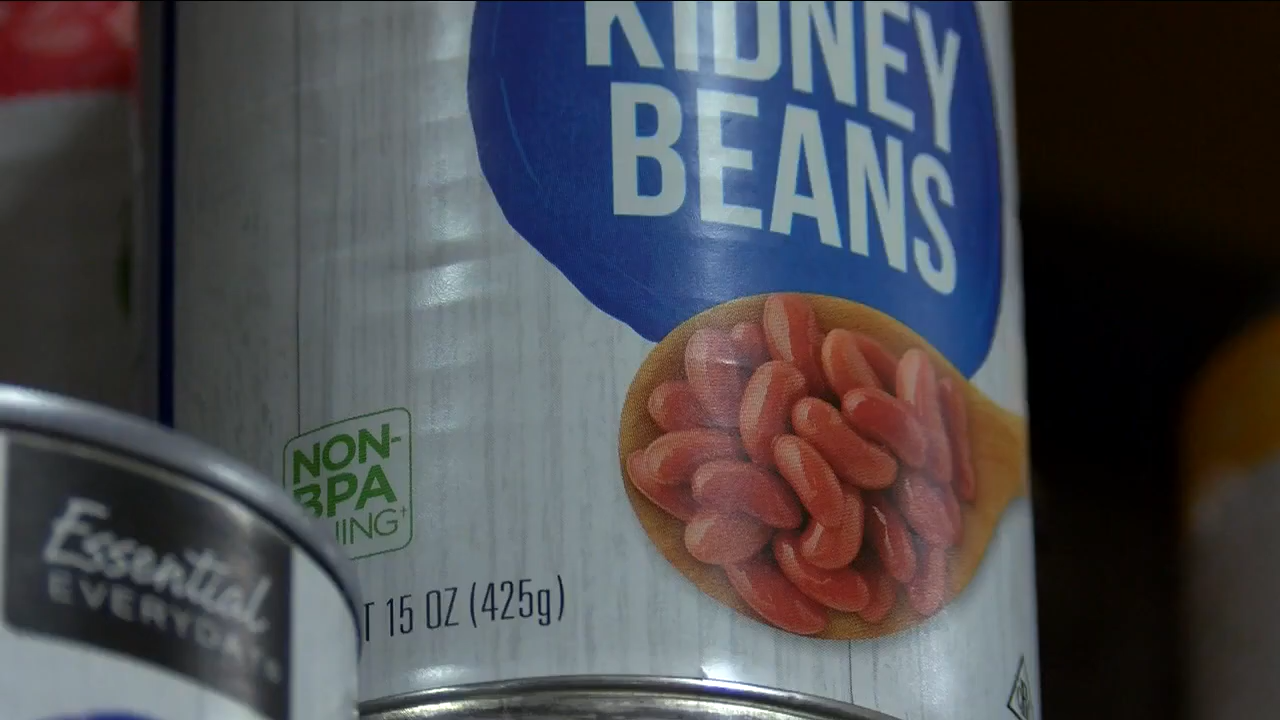 KIDNEY
BEANS
NON-
BPA
T 15 OZ (425g)
Essential
EVERYDAY